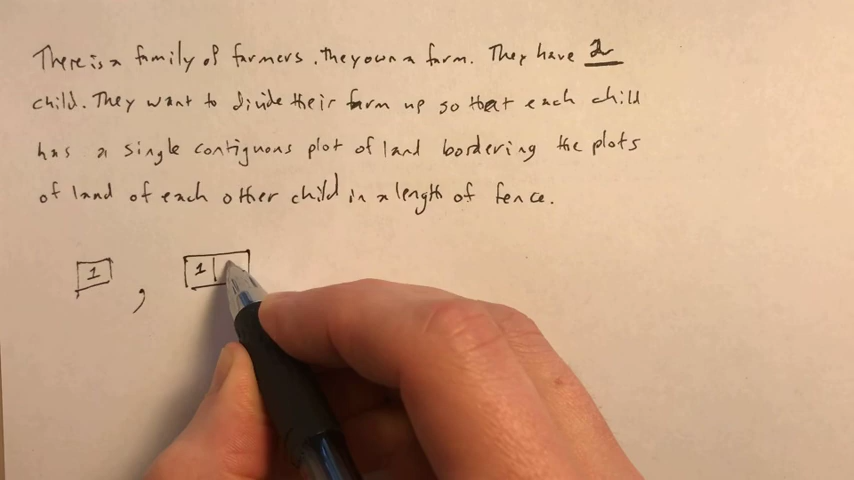 There is a family of farmers. They own a farm. They have 2
child. They want to divide their farm up so that each child
has a single contiguous plot of land bordering the plots
of land of each other child in a length of fence.
1 , 1